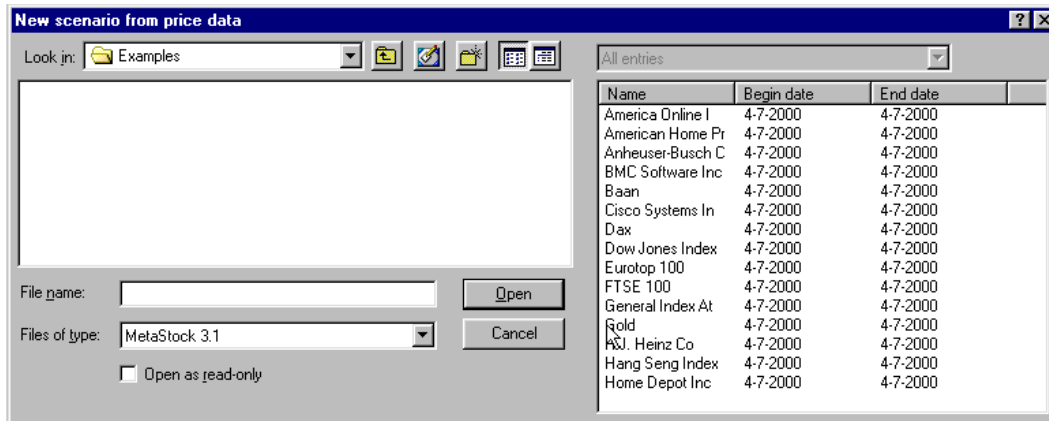 New scenario from price data
Look in: Examples
All entries
Name Begin date End date
America Online I 4-7-2000 4-7-2000
American Home Pr 4-7-2000 4-7-2000
Anheuser-Busch C 4-7-2000 4-7-2000
BMC Software Inc 4-7-2000 4-7-2000
Baan 4-7-2000 4-7-2000
Cisco Systems In 4-7-2000 4-7-2000
Dax 4-7-2000 4-7-2000
Dow Jones Index 4-7-2000 4-7-2000
Eurotop 100 4-7-2000 4-7-2000
FTSE 100 4-7-2000 4-7-2000
General Index At 4-7-2000 4-7-2000
Gold 4-7-2000 4-7-2000
H.J. Heinz Co 4-7-2000 4-7-2000
Hang Seng Index 4-7-2000 4-7-2000
Home Depot Inc 4-7-2000 4-7-2000
File name:
Open
Files of type: MetaStock 3.1
Cancel
Open as read-only